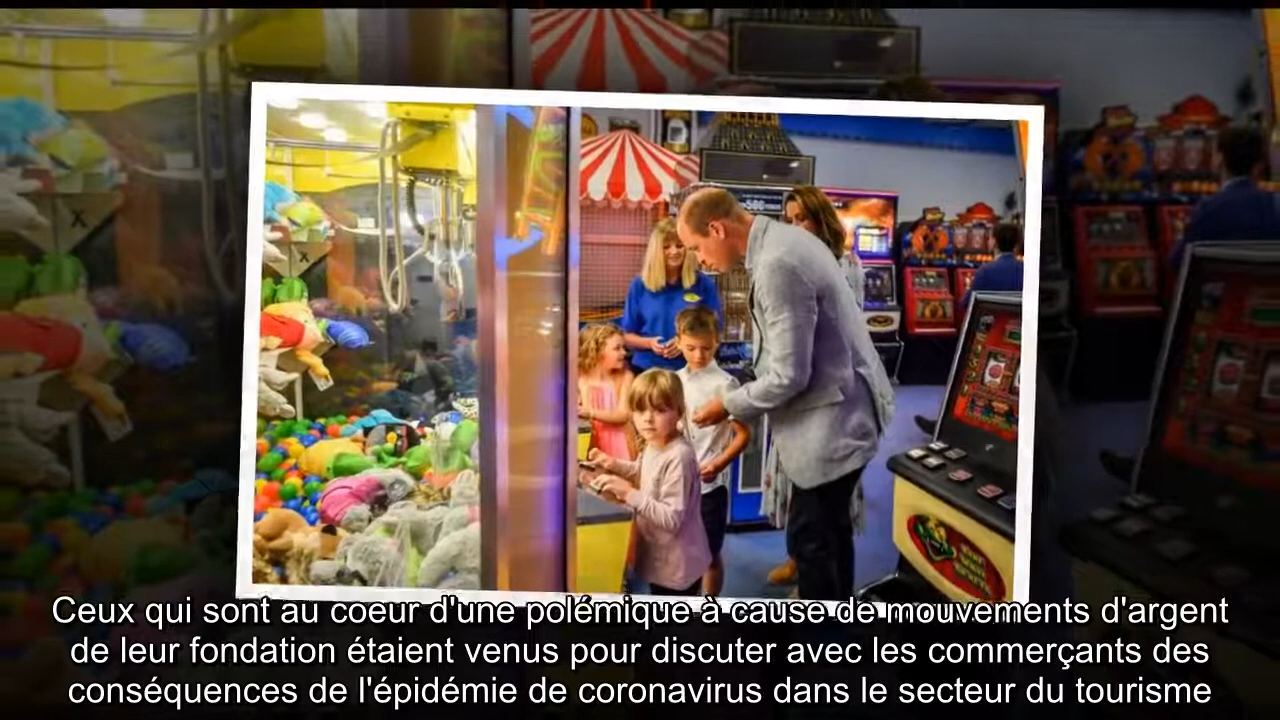 X
X
Ceux qui sont au coeur d'une polémique à cause de mouvements d'argent
de leur fondation étaient venus pour discuter avec les commerçants des
conséquences de l'épidémie de coronavirus dans le secteur du tourisme